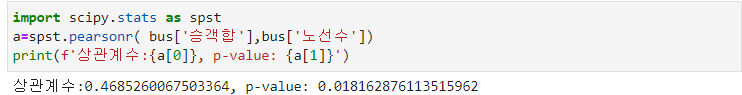 import scipy.stats as spst
a=spst.pearsonr( bus['승객합'],bus['노선수'])
print(f'상관계수:{a[0]}, p-value: {a[1]}')
상관계수:0.4685260067503364, p-value: 0.018162876113515962